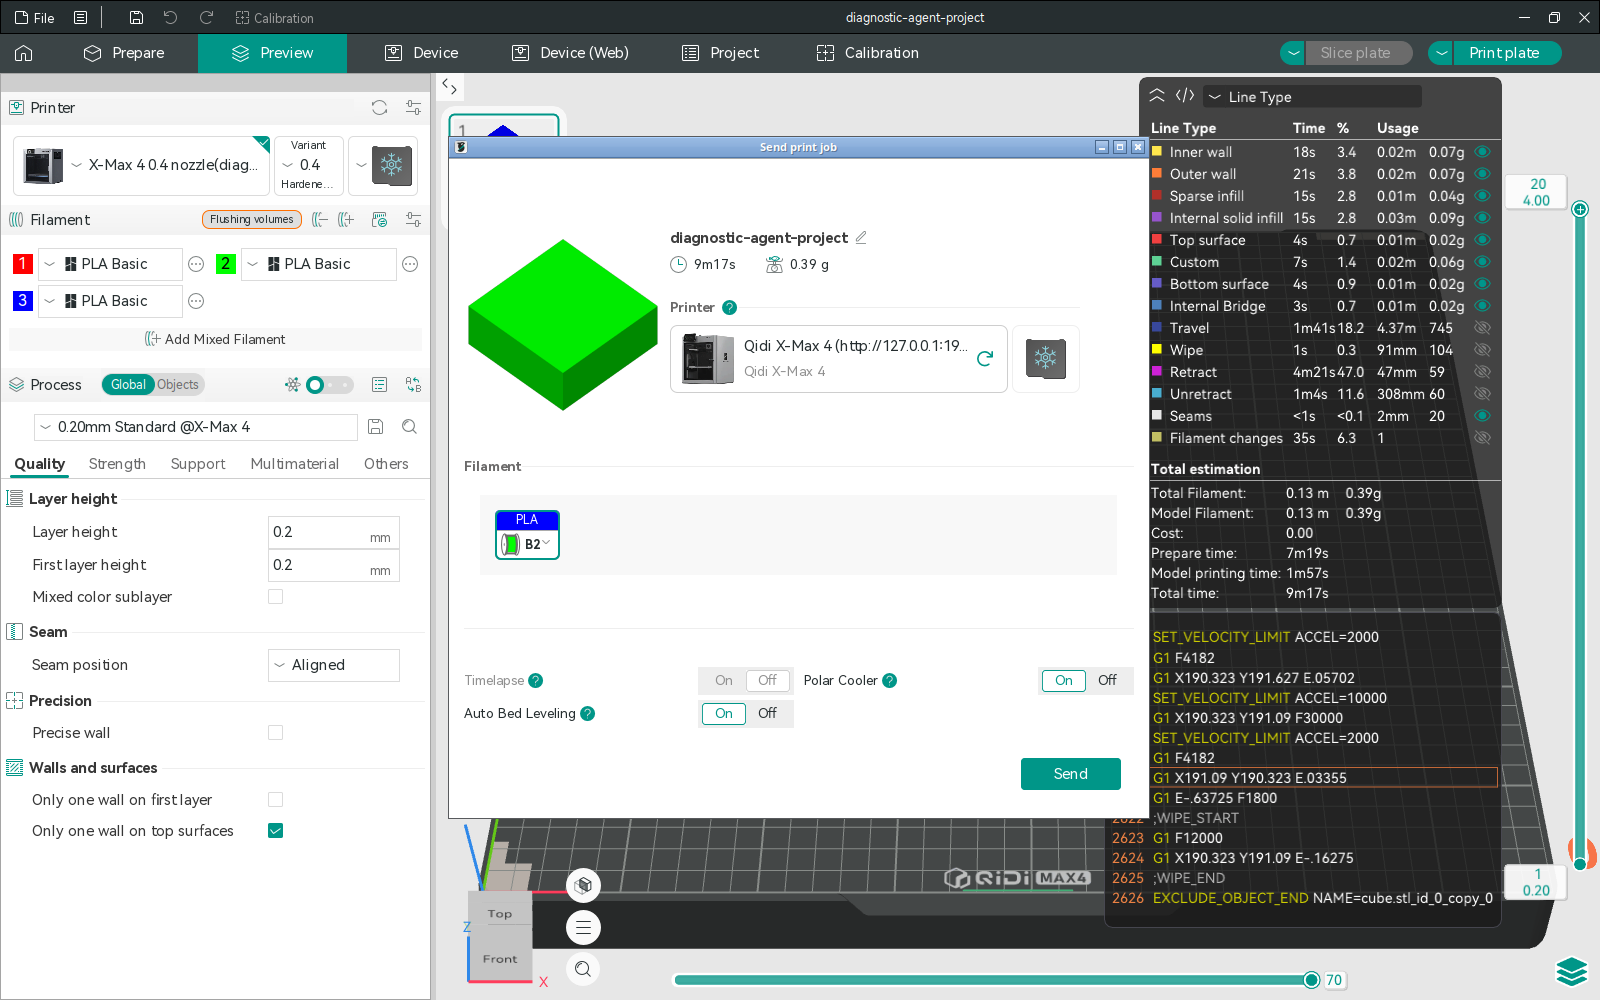 File
Calibration
diagnostic-agent-project
Prepare
Preview
Device
Device (Web)
Project
Calibration
Slice plate
Print plate
Printer
X-Max 4 0.4 nozzle(diag...
Variant
0.4
Hardene...
Filament
Flushing volumes
1 PLA Basic
2 PLA Basic
3 PLA Basic
Add Mixed Filament
Process
Global
Objects
0.20mm Standard @X-Max 4
Quality
Strength
Support
Multimaterial
Others
Layer height
Layer height 0.2 mm
First layer height 0.2 mm
Mixed color sublayer
Seam
Seam position Aligned
Precision
Precise wall
Walls and surfaces
Only one wall on first layer
Only one wall on top surfaces
1
Send print job
diagnostic-agent-project
9m17s 0.39 g
Printer ?
Qidi X-Max 4 (http://127.0.0.1:19...
Qidi X-Max 4
Filament
PLA
B2
Timelapse ? On Off
Polar Cooler ? On Off
Auto Bed Leveling ? On Off
Send
Line Type
Line Type Time % Usage
Inner wall 18s 3.4 0.02m 0.07g
Outer wall 21s 3.8 0.02m 0.07g
Sparse infill 15s 2.8 0.01m 0.04g
Internal solid infill 15s 2.8 0.03m 0.09g
Top surface 4s 0.7 0.01m 0.02g
Custom 7s 1.4 0.02m 0.06g
Bottom surface 4s 0.9 0.01m 0.02g
Internal Bridge 3s 0.7 0.01m 0.02g
Travel 1m41s 18.2 4.37m 745
Wipe 1s 0.3 91mm 104
Retract 4m21s 47.0 47mm 59
Unretract 1m4s 11.6 308mm 60
Seams <1s <0.1 2mm 20
Filament changes 35s 6.3 1
Total estimation
Total Filament: 0.13 m 0.39g
Model Filament: 0.13 m 0.39g
Cost: 0.00
Prepare time: 7m19s
Model printing time: 1m57s
Total time: 9m17s
SET_VELOCITY_LIMIT ACCEL=2000
G1 F4182
G1 X190.323 Y191.627 E.05702
SET_VELOCITY_LIMIT ACCEL=10000
G1 X190.323 Y191.09 F30000
SET_VELOCITY_LIMIT ACCEL=2000
G1 F4182
G1 X191.09 Y190.323 E.03355
G1 E-.63725 F1800
2622 ;WIPE_START
2623 G1 F12000
2624 G1 X190.323 Y191.09 E-.16275
2625 ;WIPE_END
2626 EXCLUDE_OBJECT_END NAME=cube.stl_id_0_copy_0
20
4.00
1
0.20
QIDI MAX4
Top
Front
Z
X
70